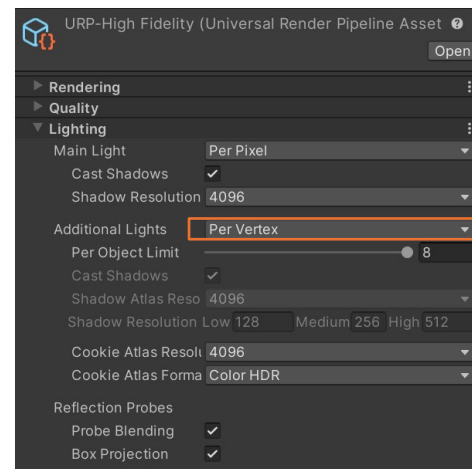 URP-High Fidelity (Universal Render Pipeline Asset
Open
Rendering
Quality
Lighting
Main Light Per Pixel
Cast Shadows
Shadow Resolution 4096
Additional Lights Per Vertex
Per Object Limit 8
Cast Shadows
Shadow Atlas Reso 4096
Shadow Resolution Low 128 Medium 256 High 512
Cookie Atlas Resolu 4096
Cookie Atlas Forma Color HDR
Reflection Probes
Probe Blending
Box Projection